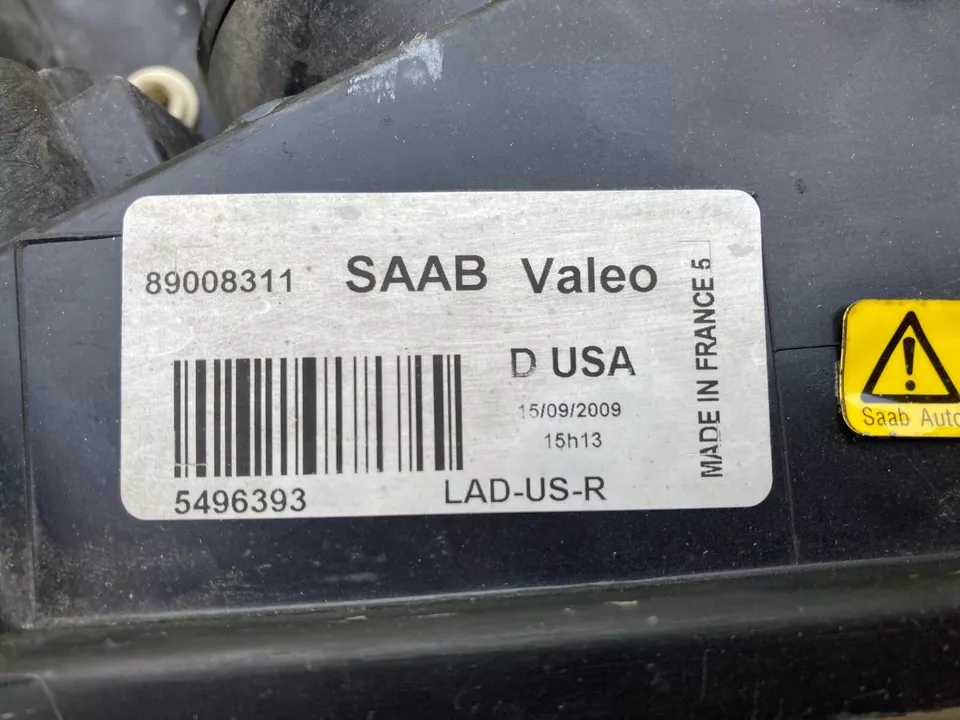 89008311 SAAB Valeo
D USA
15/09/2009
15h13
5496393 LAD-US-R
MADE IN FRANCE 5
Saab Auto